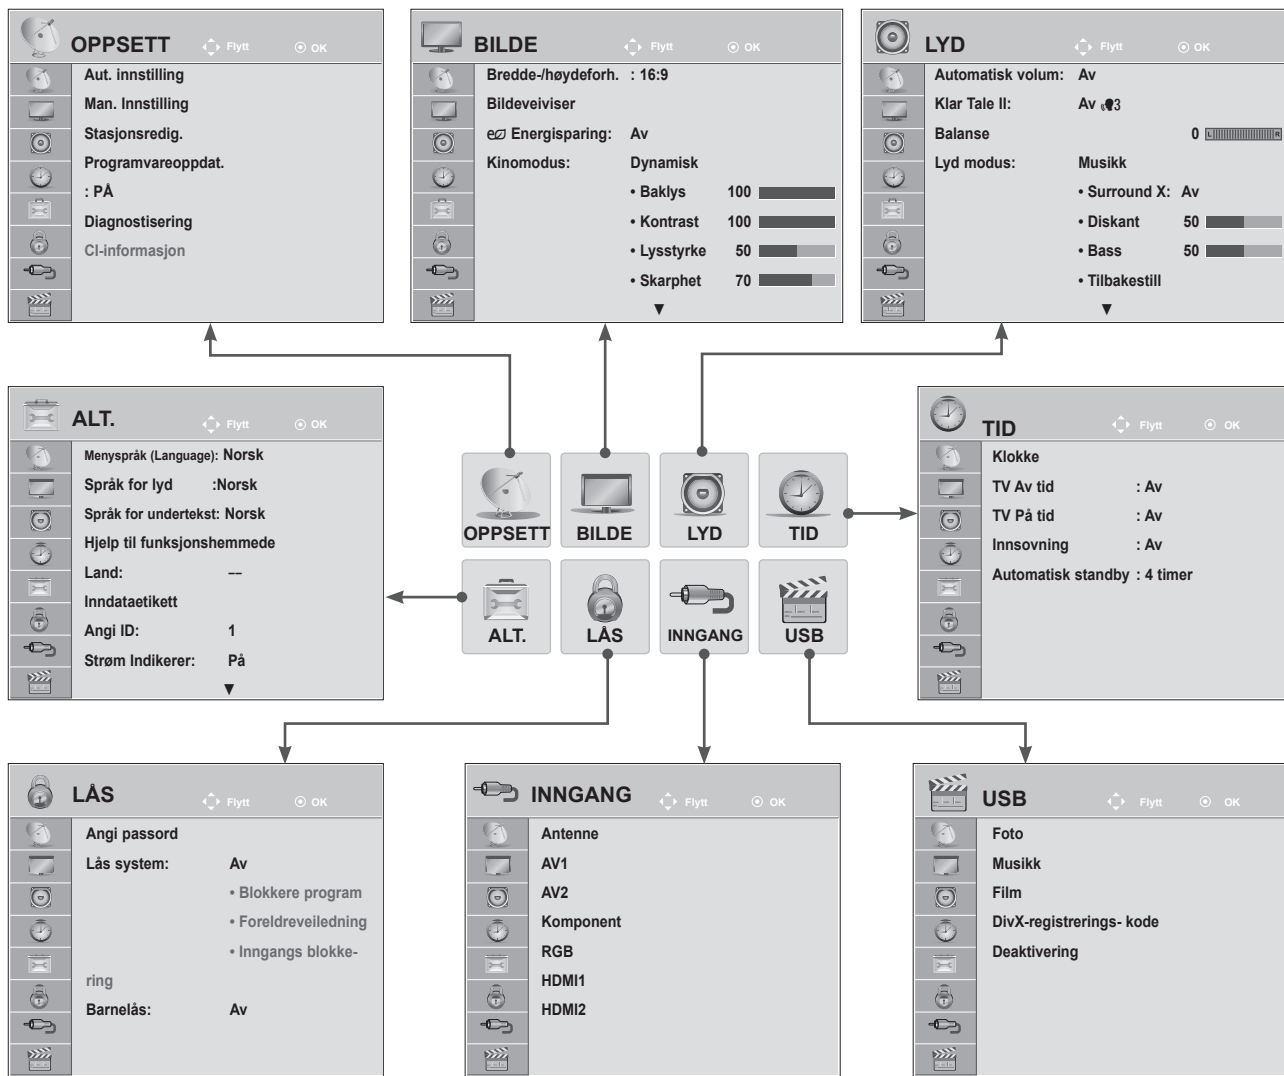 OPPSETT Flytt OK
Aut. innstilling
Man. Innstilling
Stasjonsredig.
Programvareoppdat.
: PÅ
Diagnostisering
CI-informasjon
BILDE Flytt OK
Bredde-/høydeforh. : 16:9
Bildeveiviser
Energisparing: Av
Kinomodus: Dynamisk
• Baklys 100
• Kontrast 100
• Lysstyrke 50
• Skarphet 70
▼
LYD Flytt OK
Automatisk volum: Av
Klar Tale II: Av 3
Balanse 0 L R
Lyd modus: Musikk
• Surround X: Av
• Diskant 50
• Bass 50
• Tilbakestill
▼
ALT. Flytt OK
Menyspråk (Language): Norsk
Språk for lyd :Norsk
Språk for undertekst: Norsk
Hjelp til funksjonshemmede
Land: --
Inndataetikett
Angi ID: 1
Strøm Indikerer: På
▼
OPPSETT BILDE LYD TID
ALT. LÅS INNGANG USB
TID Flytt OK
Klokke
TV Av tid : Av
TV På tid : Av
Innsovning : Av
Automatisk standby : 4 timer
LÅS Flytt OK
Angi passord
Lås system: Av
• Blokkere program
• Foreldreveiledning
• Inngangs blokke-
ring
Barnelås: Av
INNGANG Flytt OK
Antenne
AV1
AV2
Komponent
RGB
HDMI1
HDMI2
USB Flytt OK
Foto
Musikk
Film
DivX-registrerings- kode
Deaktivering